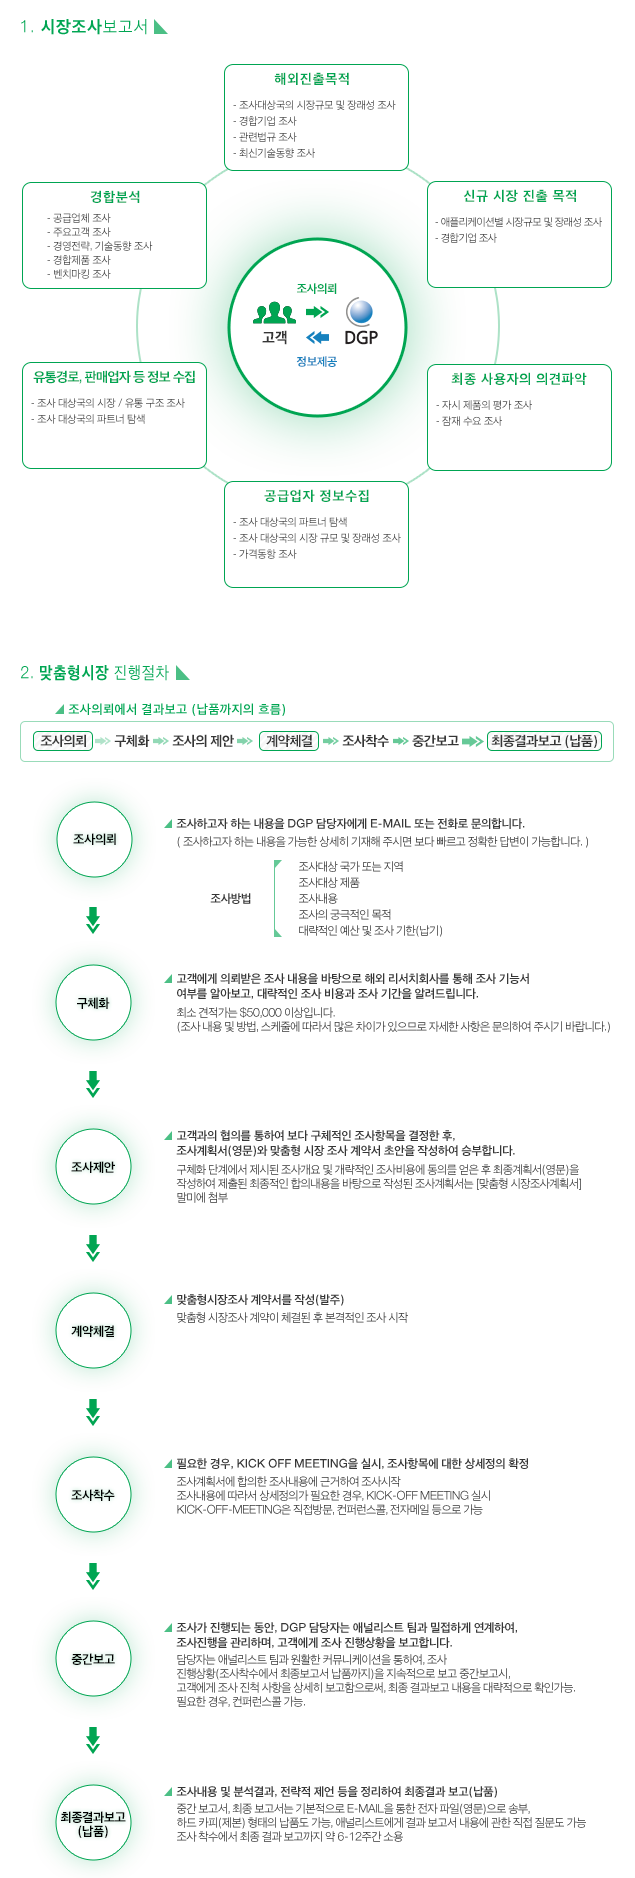 1. 시장조사보고서
해외진출목적
- 조사대상국의 시장규모 및 장래성 조사
- 경합기업 조사
- 관련법규 조사
- 최신기술동향 조사
경합분석
- 공급업체 조사
- 주요고객 조사
- 경영전략, 기술동향 조사
- 경합제품 조사
- 벤치마킹 조사
신규 시장 진출 목적
- 애플리케이션별 시장규모 및 장래성 조사
- 경합기업 조사
조사의뢰
고객
DGP
정보제공
유통경로, 판매업자 등 정보 수집
- 조사 대상국의 시장 / 유통 구조 조사
- 조사 대상국의 파트너 탐색
최종 사용자의 의견파악
- 자시 제품의 평가 조사
- 잠재 수요 조사
공급업자 정보수집
- 조사 대상국의 파트너 탐색
- 조사 대상국의 시장 규모 및 장래성 조사
- 가격동향 조사
2. 맞춤형시장 진행절차
조사의뢰에서 결과보고 (납품까지의 흐름)
조사의뢰 구체화 조사의 제안 계약체결 조사착수 중간보고 최종결과보고 (납품)
조사의뢰
조사하고자 하는 내용을 DGP 담당자에게 E-MAIL 또는 전화로 문의합니다.
( 조사하고자 하는 내용을 가능한 상세히 기재해 주시면 보다 빠르고 정확한 답변이 가능합니다. )
조사방법
조사대상 국가 또는 지역
조사대상 제품
조사내용
조사의 궁극적인 목적
대략적인 예산 및 조사 기한(납기)
구체화
고객에게 의뢰받은 조사 내용을 바탕으로 해외 리서치회사를 통해 조사 기능서
여부를 알아보고, 대략적인 조사 비용과 조사 기간을 알려드립니다.
최소 견적가는 $50,000 이상입니다.
(조사 내용 및 방법, 스케줄에 따라서 많은 차이가 있으므로 자세한 사항은 문의하여 주시기 바랍니다.)
조사제안
고객과의 협의를 통하여 보다 구체적인 조사항목을 결정한 후,
조사계획서(영문)와 맞춤형 시장 조사 계약서 초안을 작성하여 승부합니다.
구체화 단계에서 제시된 조사개요 및 개략적인 조사비용에 동의를 얻은 후 최종계획서(영문)을
작성하여 제출된 최종적인 합의내용을 바탕으로 작성된 조사계획서는 [맞춤형 시장조사계획서]
말미에 첨부
계약체결
맞춤형시장조사 계약서를 작성(발주)
맞춤형 시장조사 계약이 체결된 후 본격적인 조사 시작
조사착수
필요한 경우, KICK OFF MEETING을 실시, 조사항목에 대한 상세정의 확정
조사계획서에 합의한 조사내용에 근거하여 조사시작
조사내용에 따라서 상세정의가 필요한 경우, KICK-OFF MEETING 실시
KICK-OFF-MEETING은 직접방문, 컨퍼런스콜, 전자메일 등으로 가능
중간보고
조사가 진행되는 동안, DGP 담당자는 애널리스트 팀과 밀접하게 연계하여,
조사진행을 관리하며, 고객에게 조사 진행상황을 보고합니다.
담당자는 애널리스트 팀과 원활한 커뮤니케이션을 통하여, 조사
진행상황(조사착수에서 최종보고서 납품까지)을 지속적으로 보고 중간보고시,
고객에게 조사 진척 사항을 상세히 보고함으로써, 최종 결과보고 내용을 대략적으로 확인가능.
필요한 경우, 컨퍼런스콜 가능.
최종결과보고
(납품)
조사내용 및 분석결과, 전략적 제언 등을 정리하여 최종결과 보고(납품)
중간 보고서, 최종 보고서는 기본적으로 E-MAIL을 통한 전자 파일(영문)으로 송부,
하드 카피(제본) 형태의 납품도 가능, 애널리스트에게 결과 보고서 내용에 관한 직접 질문도 가능
조사 착수에서 최종 결과 보고까지 약 6-12주간 소용